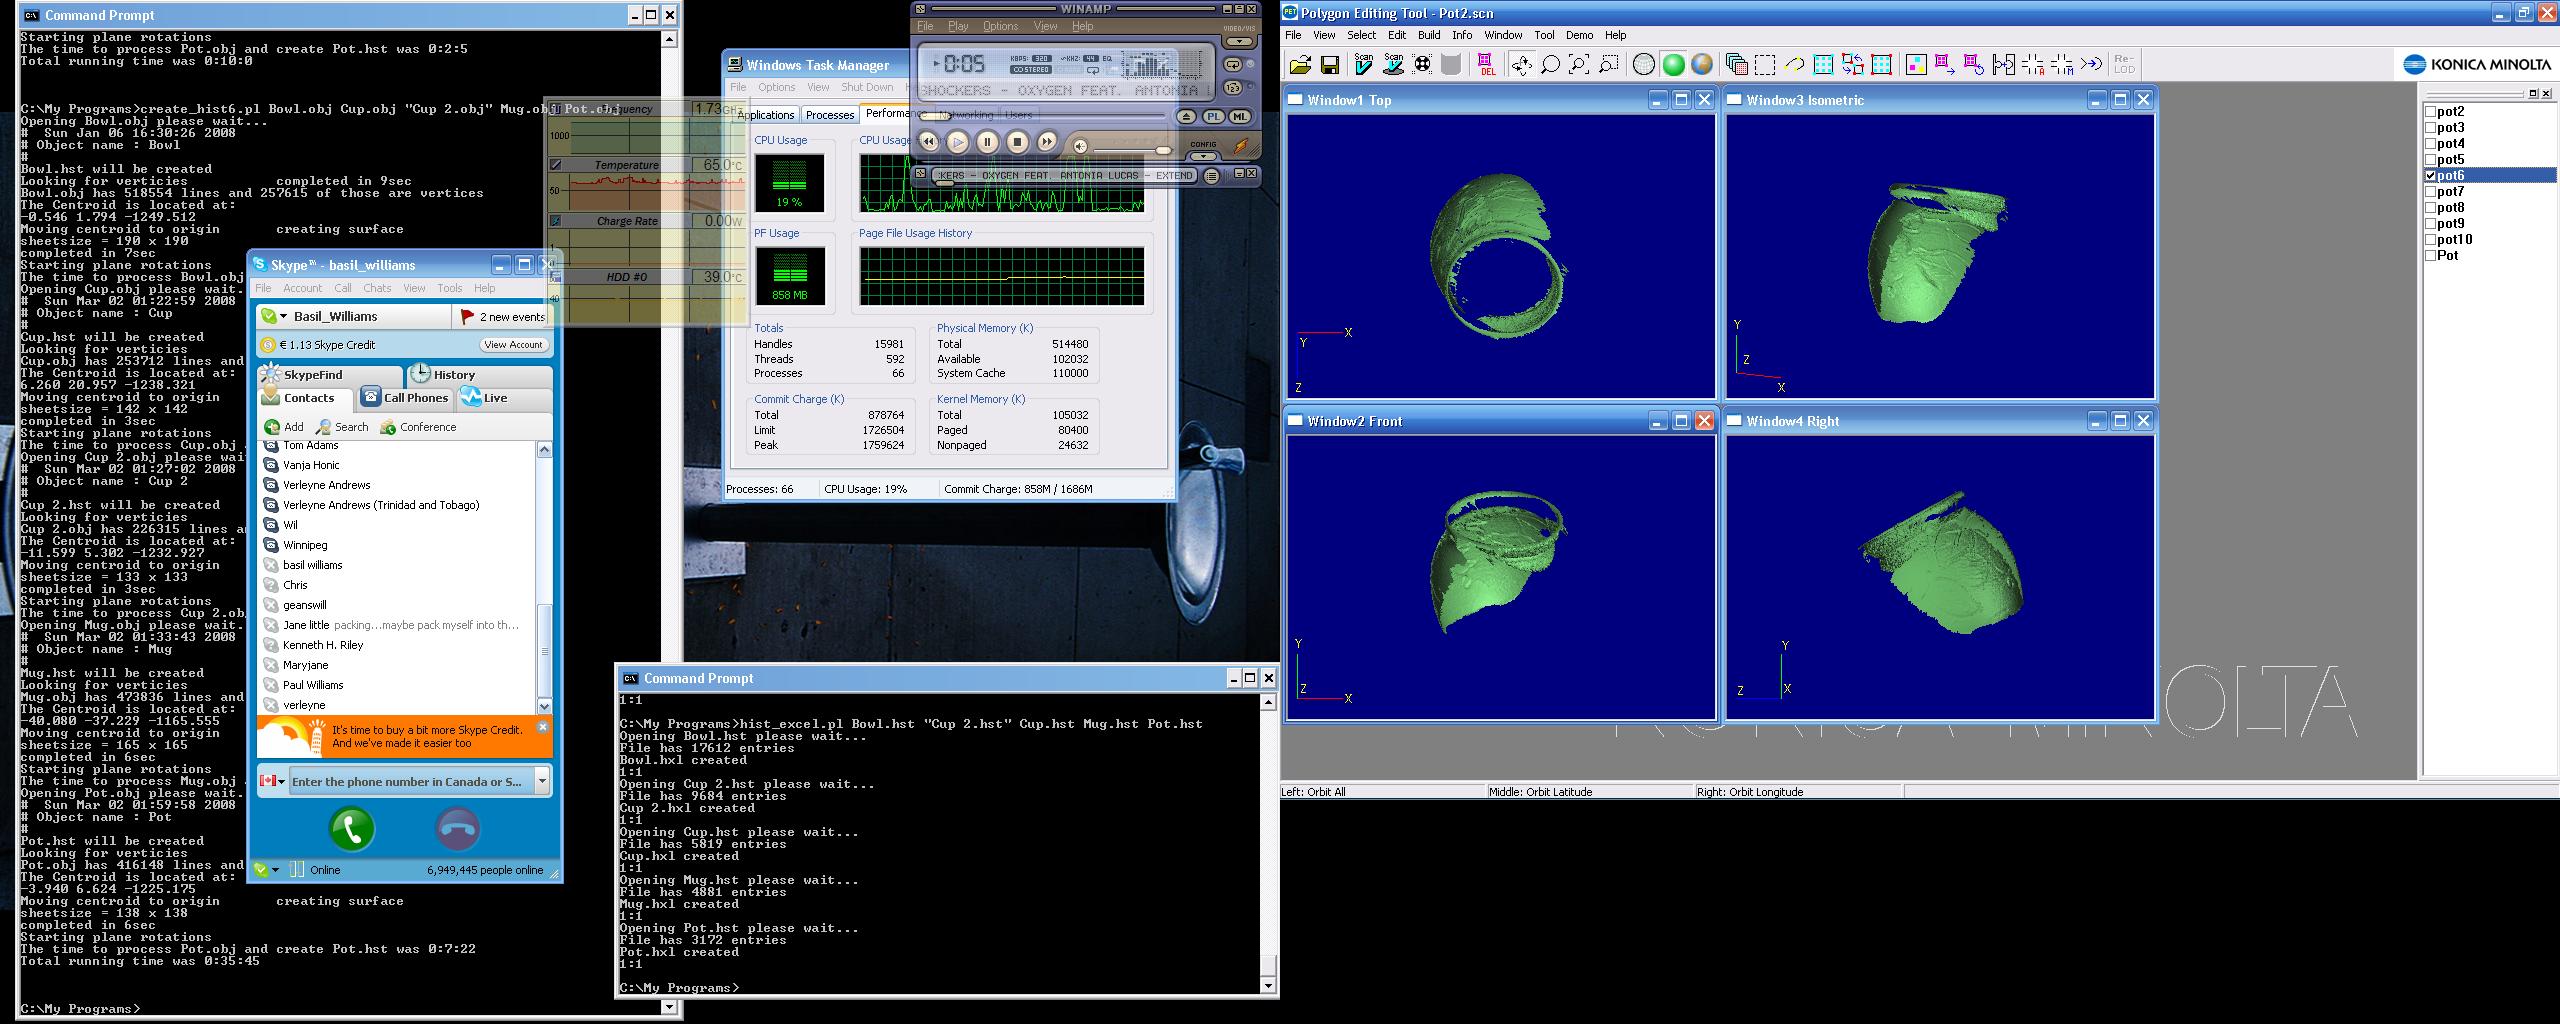 Command Prompt
Starting plane rotations
The time to process Pot.obj and create Pot.hst was 0:2:5
Total running time was 0:10:0
C:\My Programs>create_hist6.pl Bowl.obj Cup.obj "Cup 2.obj" Mug.obj Pot.obj
Opening Bowl.obj please wait...
#  Sun Jan 06 16:30:26 2008
# Object name : Bowl
#
Bowl.hst will be created
Looking for verticies          completed in 9sec
Bowl.obj has 518554 lines and 257615 of those are vertices
The Centroid is located at:
-0.546 1.794 -1249.512
Moving centroid to origin       creating surface
sheetsize = 190 x 190
completed in 7sec
Starting plane rotations
The time to process Bowl.obj
Opening Cup.obj please wait.
#  Sun Mar 02 01:22:59 2008
# Object name : Cup
#
Cup.hst will be created
Looking for verticies
Cup.obj has 253712 lines and
The Centroid is located at:
6.260 20.957 -1238.321
Moving centroid to origin
sheetsize = 142 x 142
completed in 3sec
Starting plane rotations
The time to process Cup.obj
Opening Cup 2.obj please wai
#  Sun Mar 02 01:27:02 2008
# Object name : Cup 2
#
Cup 2.hst will be created
Looking for verticies
Cup 2.obj has 226315 lines a
The Centroid is located at:
-11.599 5.302 -1232.927
Moving centroid to origin
sheetsize = 133 x 133
completed in 3sec
Starting plane rotations
The time to process Cup 2.ob
Opening Mug.obj please wait.
#  Sun Mar 02 01:33:43 2008
# Object name : Mug
#
Mug.hst will be created
Looking for verticies
Mug.obj has 473836 lines and
The Centroid is located at:
-40.080 -37.229 -1165.555
Moving centroid to origin
sheetsize = 165 x 165
completed in 6sec
Starting plane rotations
The time to process Mug.obj
Opening Pot.obj please wait.
#  Sun Mar 02 01:59:58 2008
# Object name : Pot
#
Pot.hst will be created
Looking for verticies
Pot.obj has 416148 lines and
The Centroid is located at:
-3.940 6.624 -1225.175
Moving centroid to origin       creating surface
sheetsize = 138 x 138
completed in 6sec
Starting plane rotations
The time to process Pot.obj and create Pot.hst was 0:7:22
Total running time was 0:35:45
C:\My Programs>
Skype™ - basil_williams
File Account Call Chats View Tools Help
Basil_Williams 2 new events
€ 1.13 Skype Credit View Account
SkypeFind History
Contacts Call Phones Live
Add Search Conference
Tom Adams
Vanja Honic
Verleyne Andrews
Verleyne Andrews (Trinidad and Tobago)
Wil
Winnipeg
basil williams
Chris
geanswill
Jane little packing...maybe pack myself into th...
Kenneth H. Riley
Maryjane
Paul Williams
verleyne
It's time to buy a bit more Skype Credit.
And we've made it easier too
Enter the phone number in Canada or S...
Online 6,949,445 people online
Frequency 1.73
1000
Temperature 65.0°C
50
Charge Rate 0.00W
1
HDD #0 39.0°C
40
Windows Task Manager
File Options View Shut Down
Applications Processes Performance Networking Users
CPU Usage CPU Usage
19 %
PF Usage Page File Usage History
858 MB
Totals
Handles 15981
Threads 592
Processes 66
Physical Memory (K)
Total 514480
Available 102032
System Cache 110000
Commit Charge (K)
Total 878764
Limit 1726504
Peak 1759624
Kernel Memory (K)
Total 105032
Paged 80400
Nonpaged 24632
Processes: 66 CPU Usage: 19% Commit Charge: 858M / 1686M
WINAMP
File Play Options View Help
VIDEO/VIS
0:05 KBPS: 320 KHZ: 44 EQ
STEREO
SHOCKERS - OXYGEN FEAT. ANTONIA L
PL ML
CONFIG
:KERS - OXYGEN FEAT. ANTONIA LUCAS - EXTEND
Command Prompt
1:1
C:\My Programs>hist_excel.pl Bowl.hst "Cup 2.hst" Cup.hst Mug.hst Pot.hst
Opening Bowl.hst please wait...
File has 17612 entries
Bowl.hxl created
1:1
Opening Cup 2.hst please wait...
File has 9684 entries
Cup 2.hxl created
1:1
Opening Cup.hst please wait...
File has 5819 entries
Cup.hxl created
1:1
Opening Mug.hst please wait...
File has 4881 entries
Mug.hxl created
1:1
Opening Pot.hst please wait...
File has 3172 entries
Pot.hxl created
1:1
C:\My Programs>
PET Polygon Editing Tool - Pot2.scn
File View Select Edit Build Info Window Tool Demo Help
Scan Scan DEL Re-LOD KONICA MINOLTA
Window1 Top
X
Y
Z
Window3 Isometric
Y
Z
X
Window2 Front
Y
Z
X
Window4 Right
Y
Z
X
KONICA MINOLTA
pot2
pot3
pot4
pot5
pot6
pot7
pot8
pot9
pot10
Pot
Left: Orbit All Middle: Orbit Latitude Right: Orbit Longitude